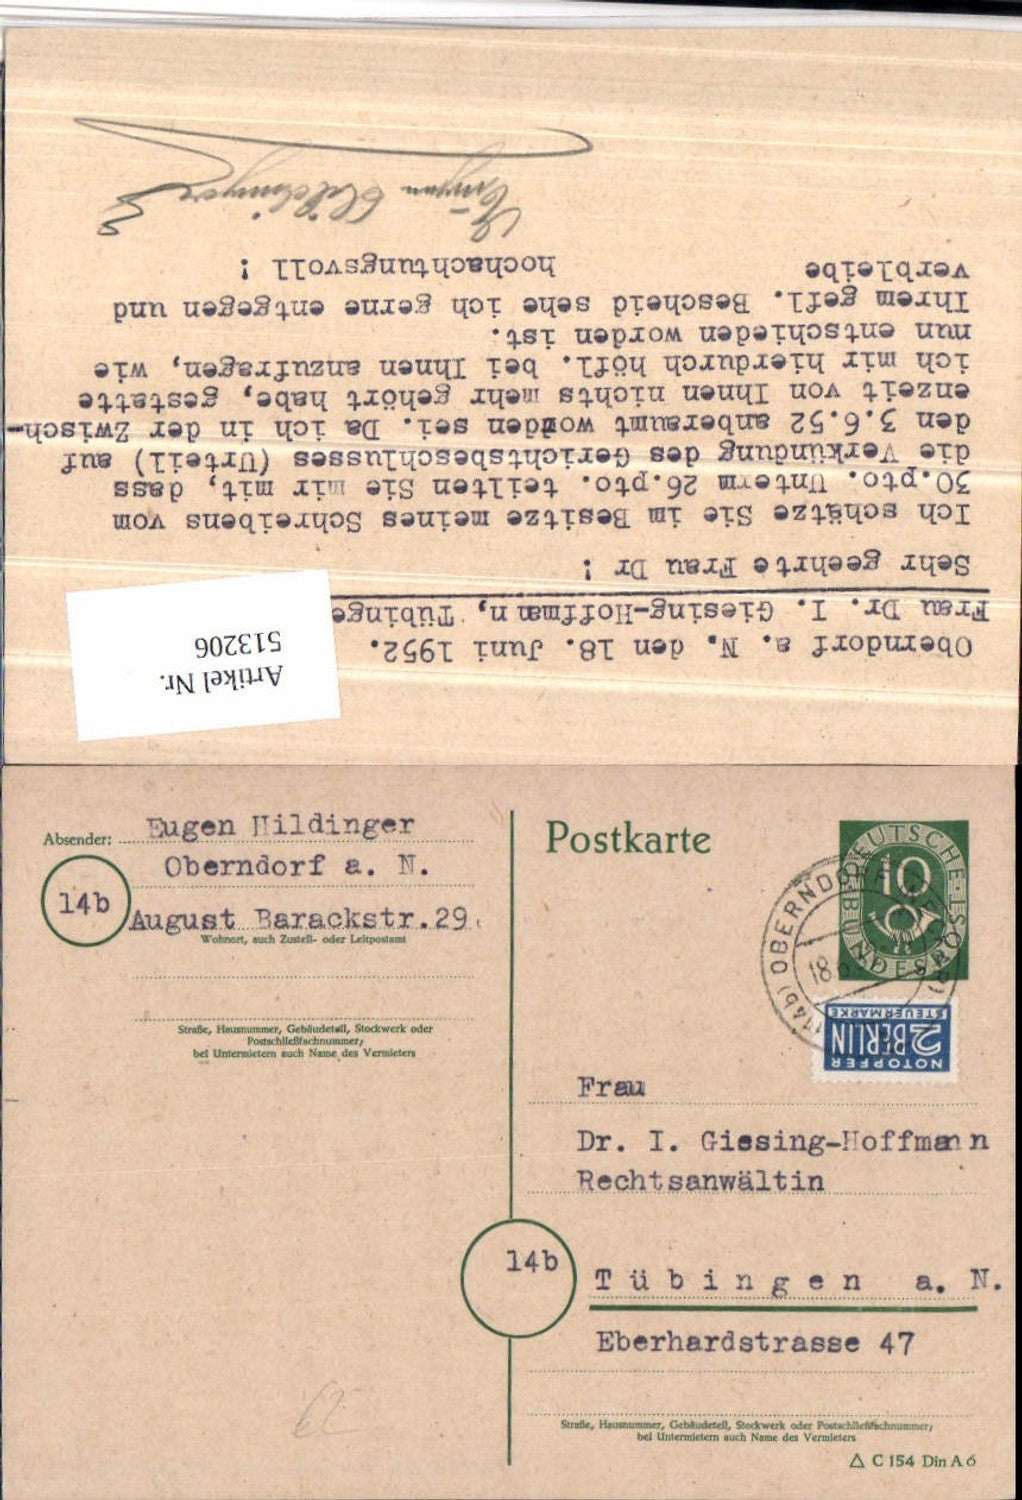 Oberndorf a. N. den 18. Juni 1952.
Frau Dr. I. Giesing-Hoffmann, Tübinge
Sehr geehrte Frau Dr !
Ich schätze Sie im Besitze meines Schreibens vom
30.pto. Unterm 26.pto. teilten Sie mir mit, dass
die Verkündung des Gerichtsbeschlusses (Urteil) auf
den 3.6.52 anberaumt worden sei. Da ich in der Zwisch-
enzeit von Ihnen nichts mehr gehört habe, gestatte
ich mir hierdurch höfl. bei Ihnen anzufragen, wie
nun entschieden worden ist.
Ihrem gefl. Bescheid sehe ich gerne entgegen und
verbleibe
hochachtungsvoll !
Artikel Nr.
513206
Absender: Eugen Hildinger
Oberndorf a. N.
14b
August Barackstr.29.
Wohnort, auch Zustell- oder Leitpostamt
Straße, Hausnummer, Gebäudeteil, Stockwerk oder
Postschließfachnummer;
bei Untermietern auch Name des Vermieters
Postkarte
DEUTSCHE BUNDESPOST
10
(14b) OBERNDORF
18.6
NOTOPFER
2 BERLIN
STEUERMARKE
Frau
Dr. I. Giesing-Hoffmann
Rechtsanwältin
14b
Tübingen a. N.
Eberhardstrasse 47
Straße, Hausnummer, Gebäudeteil, Stockwerk oder Postschließfachnummer;
bei Untermietern auch Name des Vermieters
△ C 154 Din A 6